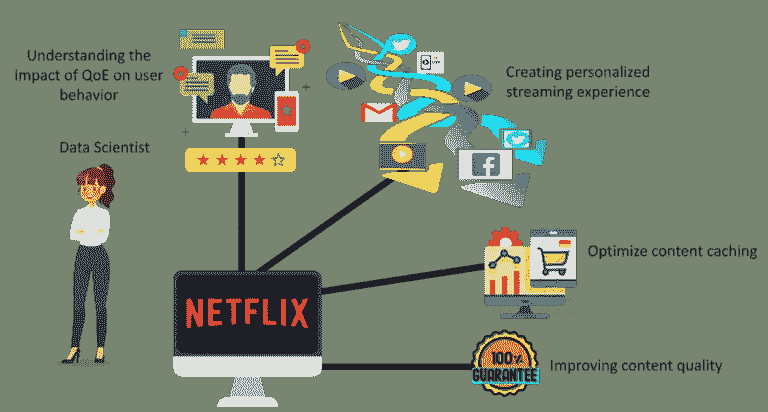 Understanding the
impact of QoE on user
behavior
Creating personalized
streaming experience
Data Scientist
Optimize content caching
NETFLIX
100%
GUARANTEE
Improving content quality